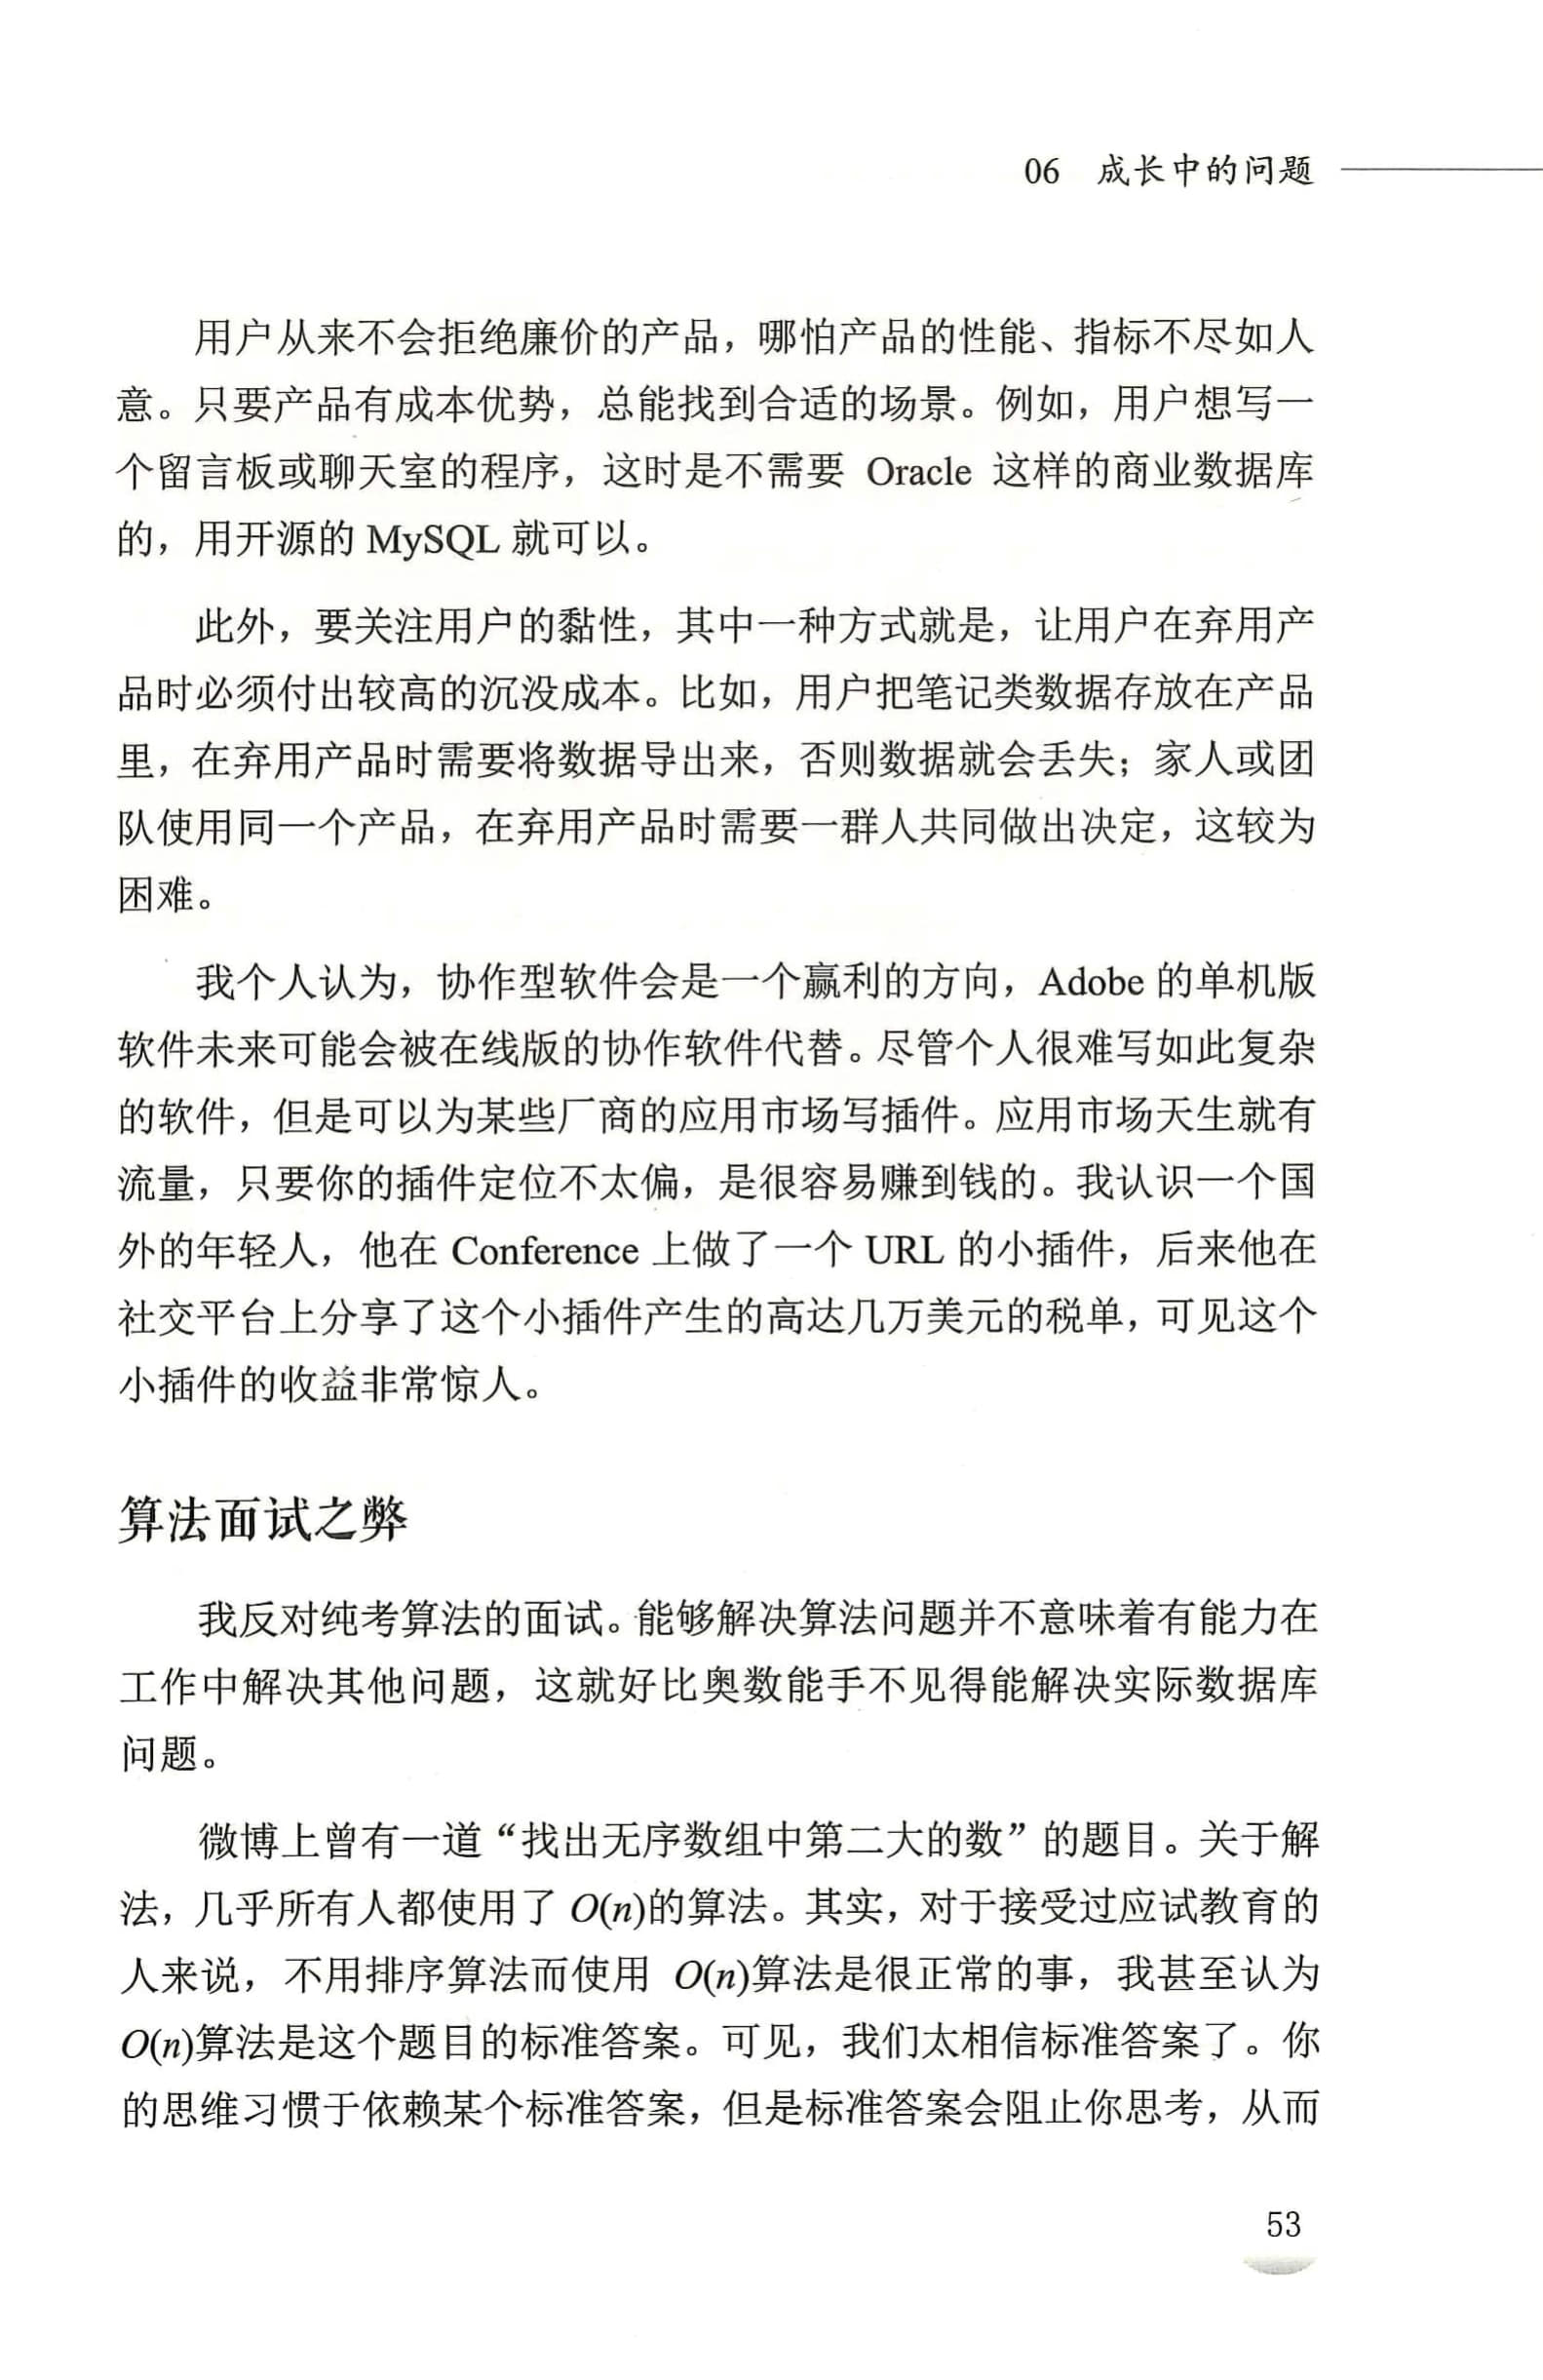 06 成长中的问题
用户从来不会拒绝廉价的产品，哪怕产品的性能、指标不尽如人
意。只要产品有成本优势，总能找到合适的场景。例如，用户想写一
个留言板或聊天室的程序，这时是不需要 Oracle 这样的商业数据库
的，用开源的 MySQL 就可以。
此外，要关注用户的黏性，其中一种方式就是，让用户在弃用产
品时必须付出较高的沉没成本。比如，用户把笔记类数据存放在产品
里，在弃用产品时需要将数据导出来，否则数据就会丢失；家人或团
队使用同一个产品，在弃用产品时需要一群人共同做出决定，这较为
困难。
我个人认为，协作型软件会是一个赢利的方向，Adobe 的单机版
软件未来可能会被在线版的协作软件代替。尽管个人很难写如此复杂
的软件，但是可以为某些厂商的应用市场写插件。应用市场天生就有
流量，只要你的插件定位不太偏，是很容易赚到钱的。我认识一个国
外的年轻人，他在 Conference 上做了一个 URL 的小插件，后来他在
社交平台上分享了这个小插件产生的高达几万美元的税单，可见这个
小插件的收益非常惊人。
算法面试之弊
我反对纯考算法的面试。能够解决算法问题并不意味着有能力在
工作中解决其他问题，这就好比奥数能手不见得能解决实际数据库
问题。
微博上曾有一道“找出无序数组中第二大的数”的题目。关于解
法，几乎所有人都使用了 O(n)的算法。其实，对于接受过应试教育的
人来说，不用排序算法而使用 O(n)算法是很正常的事，我甚至认为
O(n)算法是这个题目的标准答案。可见，我们太相信标准答案了。你
的思维习惯于依赖某个标准答案，但是标准答案会阻止你思考，从而
53